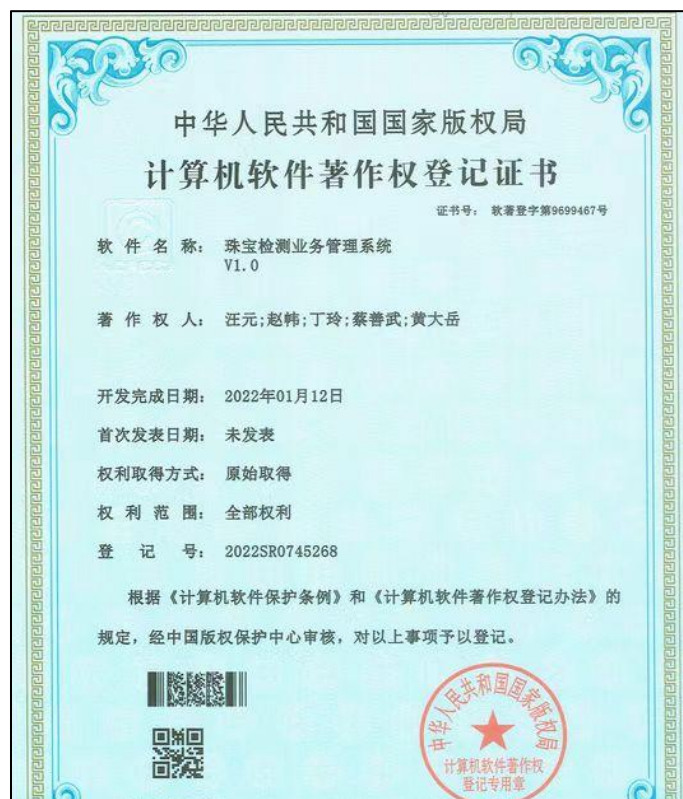 中华人民共和国国家版权局
计算机软件著作权登记证书
证书号： 软著登字第9699467号
软 件 名 称： 珠宝检测业务管理系统
V1.0
著 作 权 人： 汪元;赵帏;丁玲;蔡善武;黄大岳
开发完成日期： 2022年01月12日
首次发表日期： 未发表
权利取得方式： 原始取得
权 利 范 围： 全部权利
登 记 号： 2022SR0745268
根据《计算机软件保护条例》和《计算机软件著作权登记办法》的
规定，经中国版权保护中心审核，对以上事项予以登记。
中华人民共和国国家版权局
计算机软件著作权
登记专用章